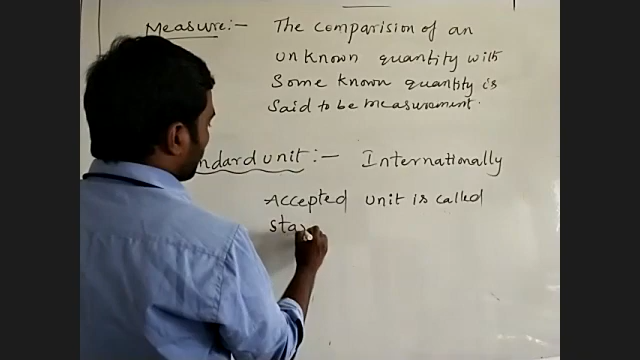 Measure:- The comparision of an
unknown quantity with
Some known quantity is
Said to be measurement.
ndard unit:- Internationally
Accepted unit is called
sta